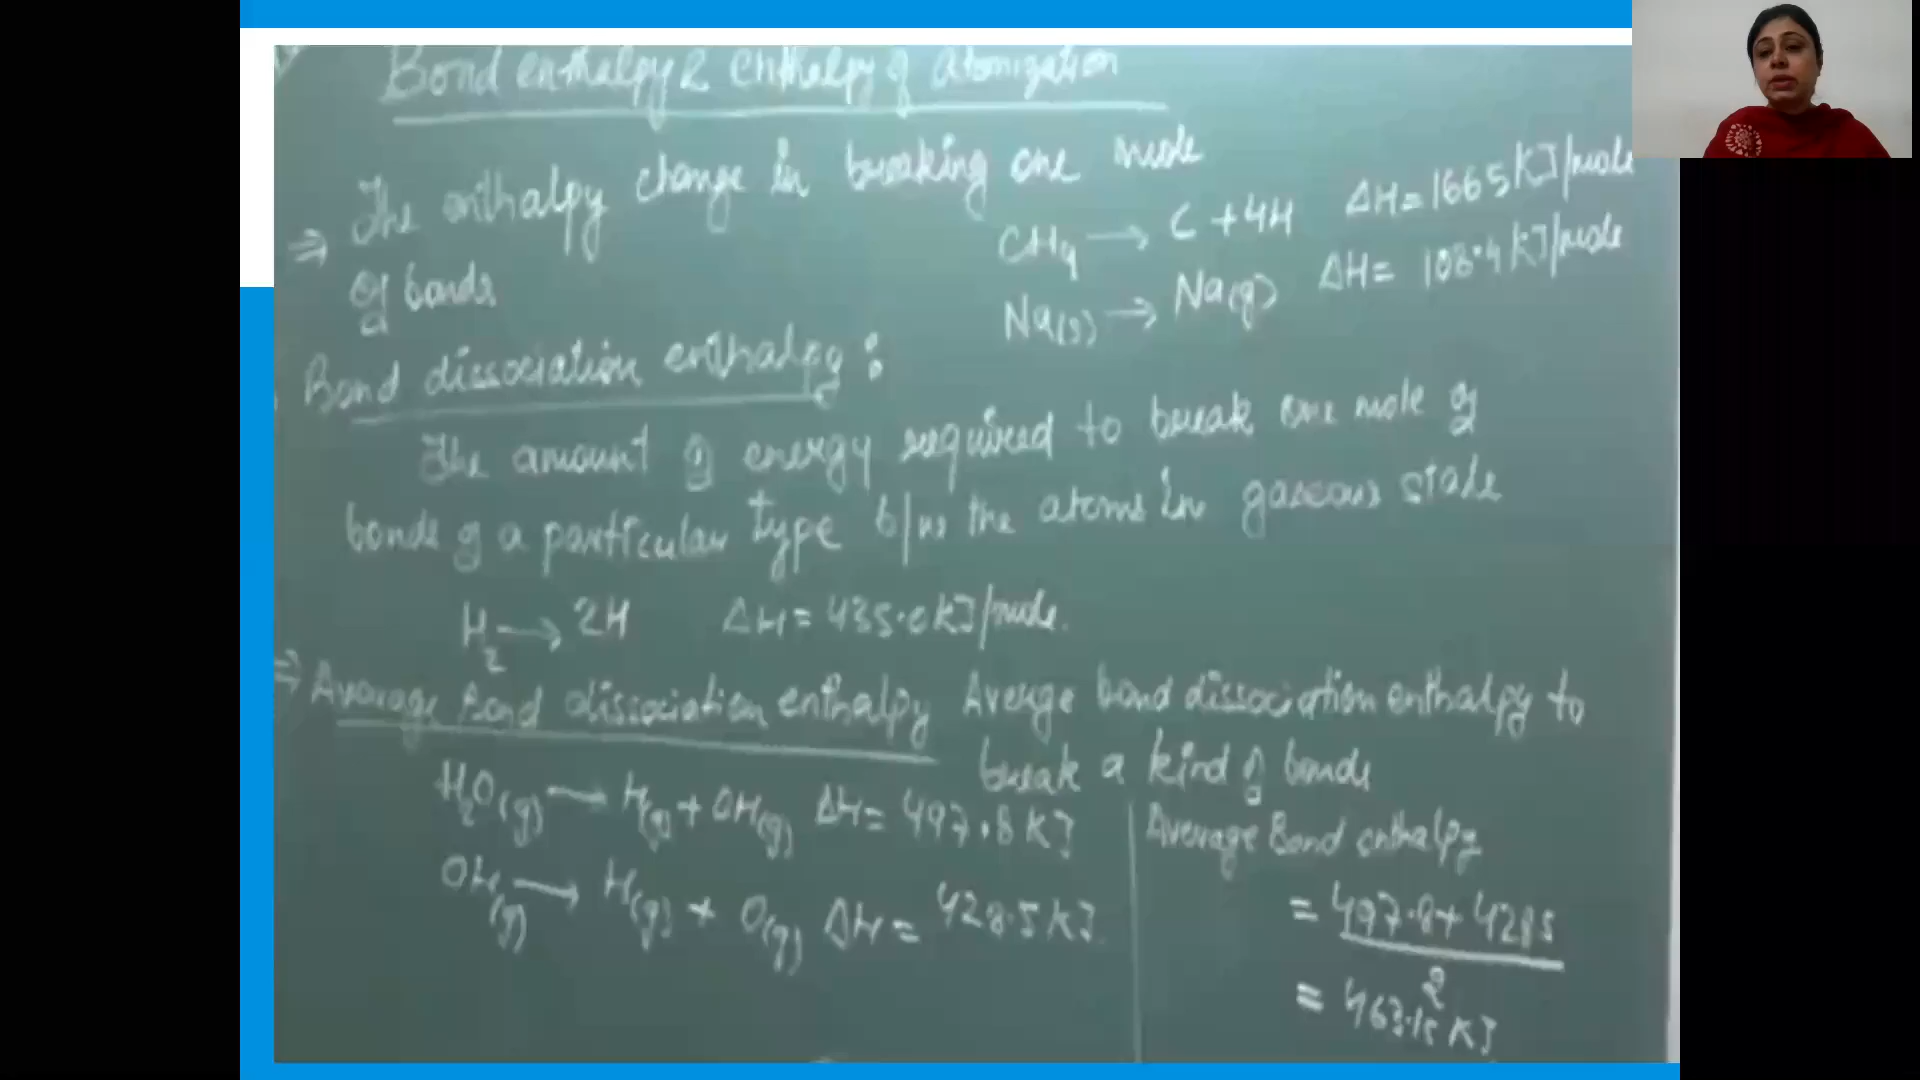 Bond enthalpy & enthalpy of atomization
⇒ The enthalpy change in breaking one mole
of bonds
CH4 → C + 4H ΔH = 1665 KJ/mole
Na(s) → Na(g) ΔH = 108.4 KJ/mole
Bond dissociation enthalpy :
The amount of energy required to break one mole of
bonds of a particular type b/w the atoms in gaseous state
H2 → 2H ΔH = 435.0 KJ/mole.
⇒ Average Bond dissociation enthalpy Averge bond dissociation enthalpy to
break a kind of bonds
H2O(g) → H(g) + OH(g) ΔH = 497.8 KJ
OH(g) → H(g) + O(g) ΔH = 428.5 KJ
Average Bond enthalpy
= 497.8 + 428.5
2
= 463.15 KJ